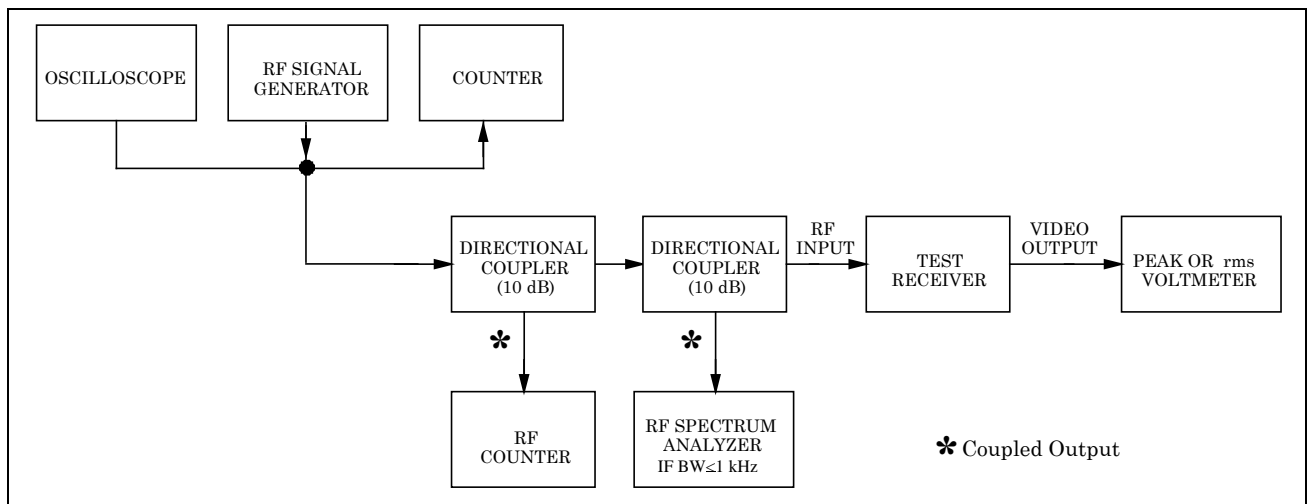 OSCILLOSCOPE
RF SIGNAL
GENERATOR
COUNTER
DIRECTIONAL
COUPLER
(10 dB)
DIRECTIONAL
COUPLER
(10 dB)
RF
INPUT
TEST
RECEIVER
VIDEO
OUTPUT
PEAK OR rms
VOLTMETER
*
*
RF
COUNTER
RF SPECTRUM
ANALYZER
IF BW≤1 kHz
* Coupled Output